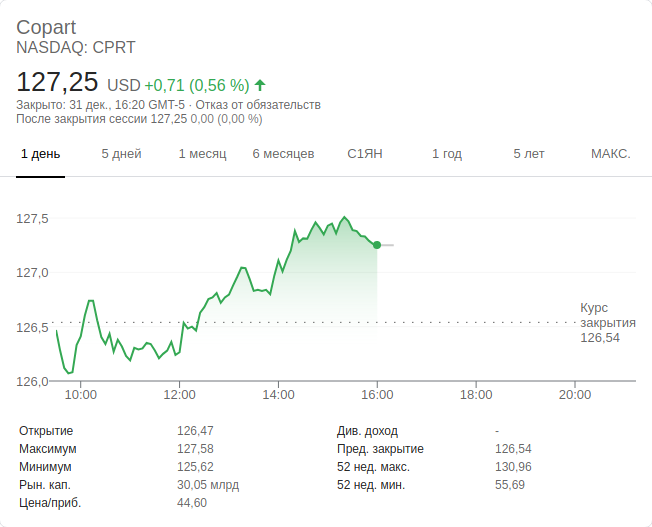 Copart
NASDAQ: CPRT
127,25 USD +0,71 (0,56 %)
Закрыто: 31 дек., 16:20 GMT-5 · Отказ от обязательств
После закрытия сессии 127,25 0,00 (0,00 %)
1 день 5 дней 1 месяц 6 месяцев С1ЯН 1 год 5 лет МАКС.
127,5
127,0
126,5
126,0
Курс
закрытия
126,54
10:00 12:00 14:00 16:00 18:00 20:00
Открытие 126,47 Див. доход -
Максимум 127,58 Пред. закрытие 126,54
Минимум 125,62 52 нед. макс. 130,96
Рын. кап. 30,05 млрд 52 нед. мин. 55,69
Цена/приб. 44,60